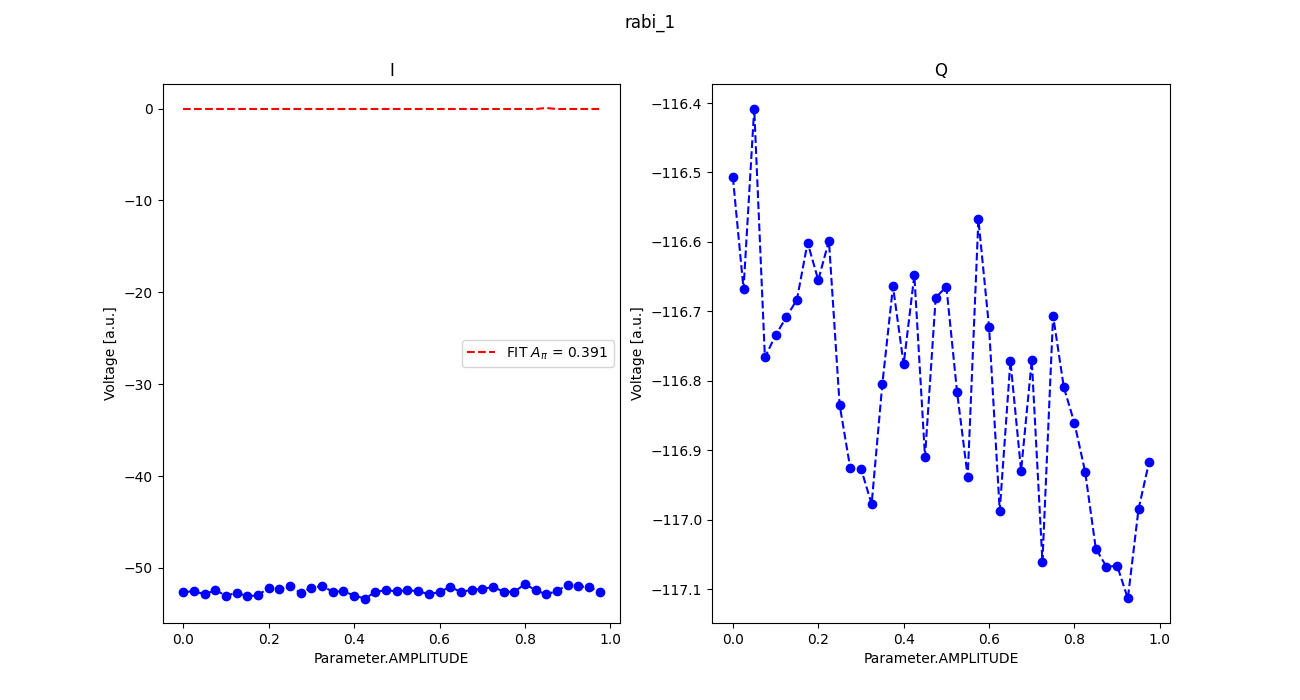 rabi_1
I
Voltage [a.u.]
0
−10
−20
−30
−40
−50
FIT Aπ = 0.391
0.0 0.2 0.4 0.6 0.8 1.0
Parameter.AMPLITUDE
Q
Voltage [a.u.]
−116.4
−116.5
−116.6
−116.7
−116.8
−116.9
−117.0
−117.1
0.0 0.2 0.4 0.6 0.8 1.0
Parameter.AMPLITUDE